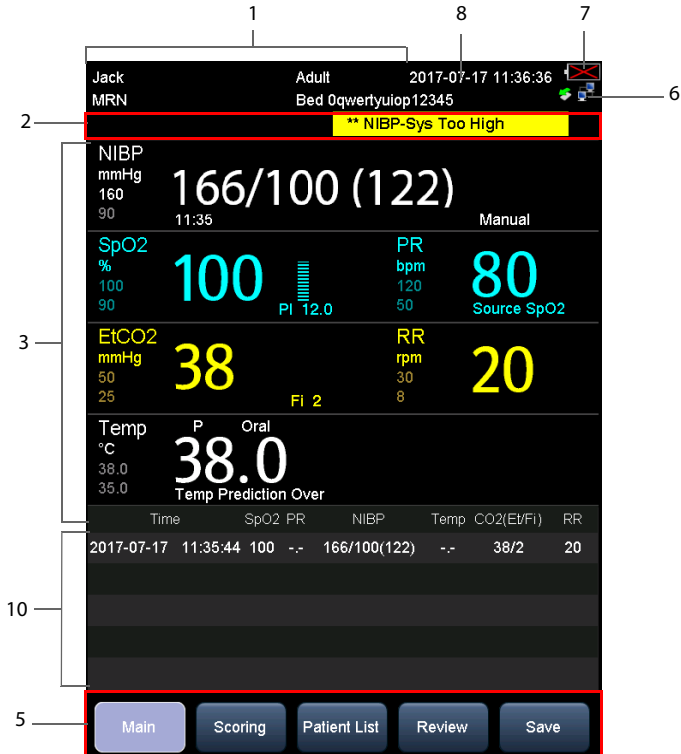 1 8 7
Jack Adult 2017-07-17 11:36:36
MRN Bed 0qwertyuiop12345
6
2 ** NIBP-Sys Too High
NIBP
mmHg
160
90
166/100 (122)
11:35 Manual
SpO2
%
100
90
100
PI 12.0
PR
bpm
120
50
80
Source SpO2
3
EtCO2
mmHg
50
25
38
Fi 2
RR
rpm
30
8
20
Temp P Oral
°C
38.0
35.0
38.0
Temp Prediction Over
Time SpO2 PR NIBP Temp CO2(Et/Fi) RR
2017-07-17 11:35:44 100 -.- 166/100(122) -.- 38/2 20
10
5 Main Scoring Patient List Review Save